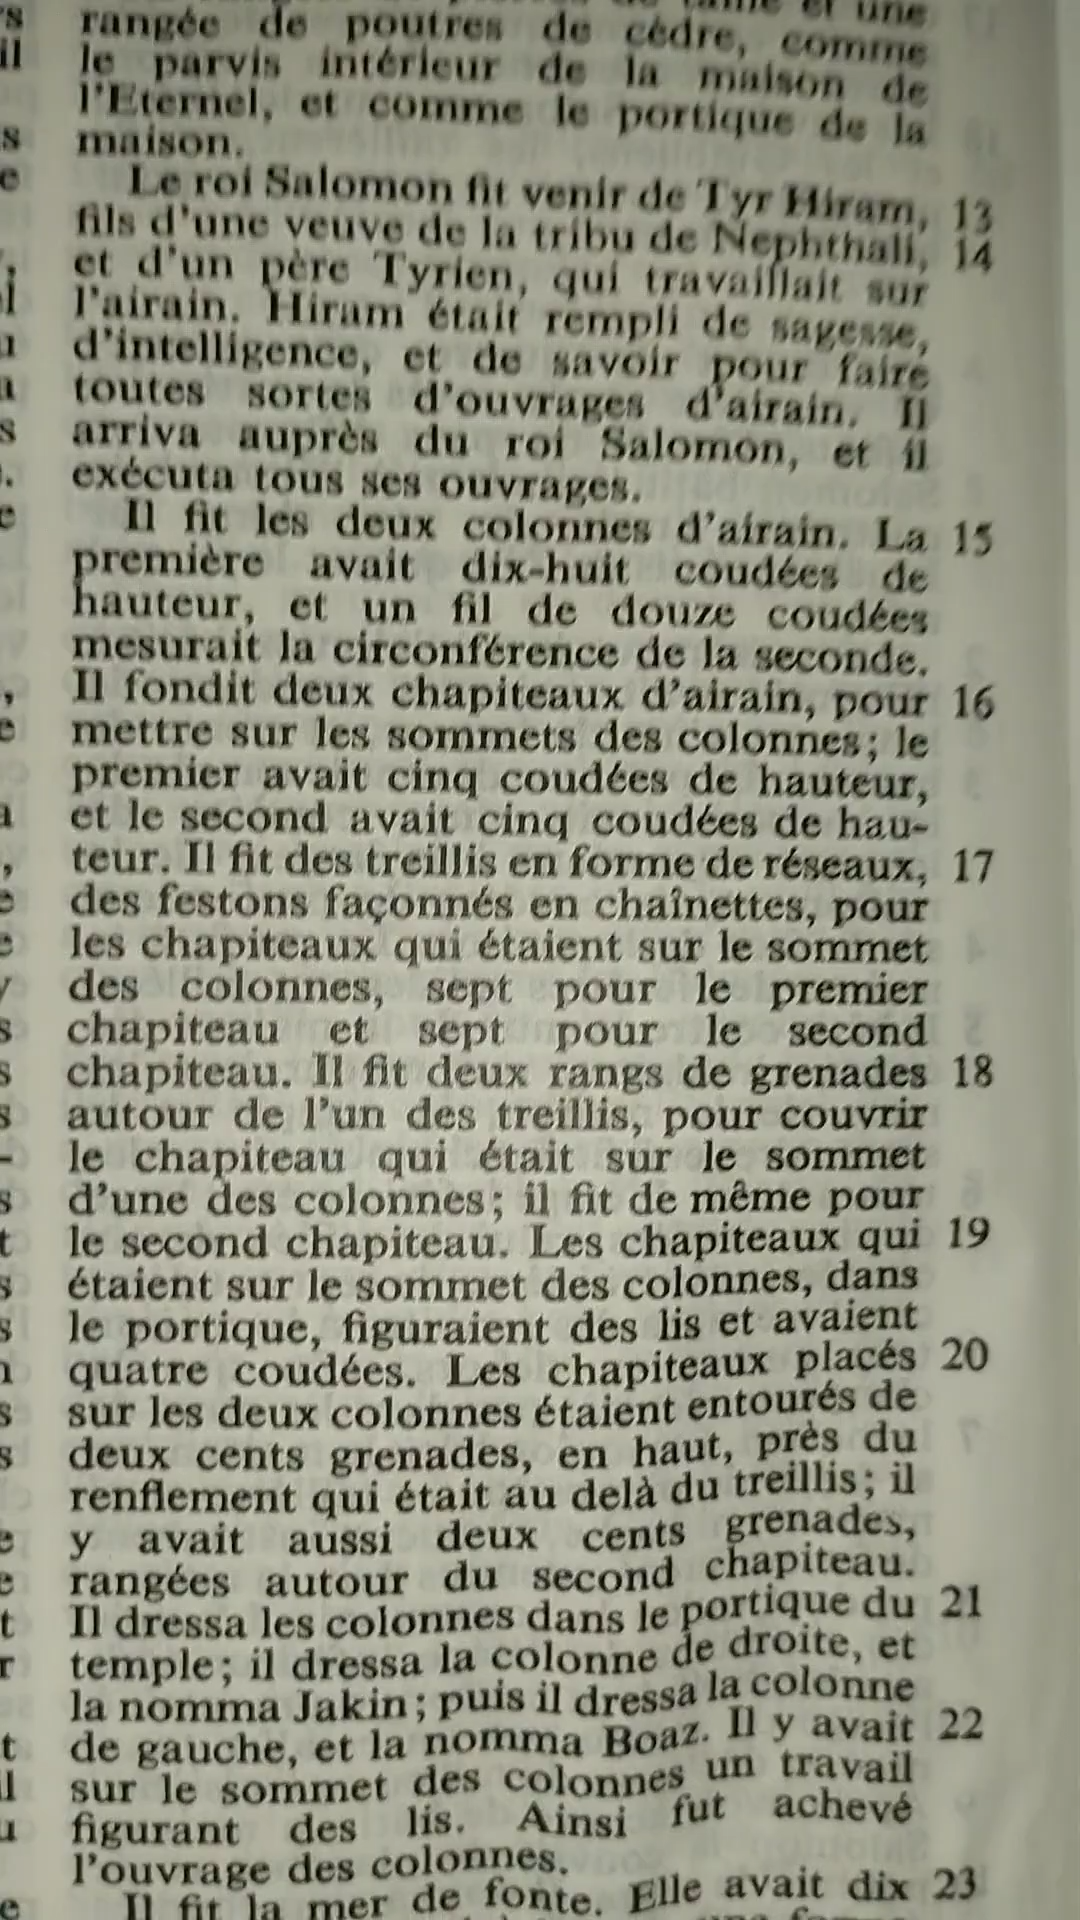 taille et une
rangée de poutres de cèdre, comme
le parvis intérieur de la maison de
l'Eternel, et comme le portique de la
maison.
Le roi Salomon fit venir de Tyr Hiram, 13
fils d'une veuve de la tribu de Nephthali, 14
et d'un père Tyrien, qui travaillait sur
l'airain. Hiram était rempli de sagesse,
d'intelligence, et de savoir pour faire
toutes sortes d'ouvrages d'airain. Il
arriva auprès du roi Salomon, et il
exécuta tous ses ouvrages.
Il fit les deux colonnes d'airain. La 15
première avait dix-huit coudées de
hauteur, et un fil de douze coudées
mesurait la circonférence de la seconde.
Il fondit deux chapiteaux d'airain, pour 16
mettre sur les sommets des colonnes; le
premier avait cinq coudées de hauteur,
et le second avait cinq coudées de hau-
teur. Il fit des treillis en forme de réseaux, 17
des festons façonnés en chaînettes, pour
les chapiteaux qui étaient sur le sommet
des colonnes, sept pour le premier
chapiteau et sept pour le second
chapiteau. Il fit deux rangs de grenades 18
autour de l'un des treillis, pour couvrir
le chapiteau qui était sur le sommet
d'une des colonnes; il fit de même pour
le second chapiteau. Les chapiteaux qui 19
étaient sur le sommet des colonnes, dans
le portique, figuraient des lis et avaient
quatre coudées. Les chapiteaux placés 20
sur les deux colonnes étaient entourés de
deux cents grenades, en haut, près du
renflement qui était au delà du treillis; il
y avait aussi deux cents grenades,
rangées autour du second chapiteau.
Il dressa les colonnes dans le portique du 21
temple; il dressa la colonne de droite, et
la nomma Jakin; puis il dressa la colonne
de gauche, et la nomma Boaz. Il y avait 22
sur le sommet des colonnes un travail
figurant des lis. Ainsi fut achevé
l'ouvrage des colonnes.
Il fit la mer de fonte. Elle avait dix 23